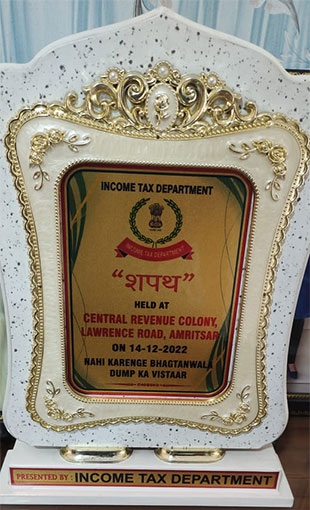 INCOME TAX DEPARTMENT
INCOME TAX DEPARTMENT
"शपथ"
HELD AT
CENTRAL REVENUE COLONY,
LAWRENCE ROAD, AMRITSAR
ON 14-12-2022
NAHI KARENGE BHAGTANWALA
DUMP KA VISTAAR
PRESENTED BY : INCOME TAX DEPARTMENT